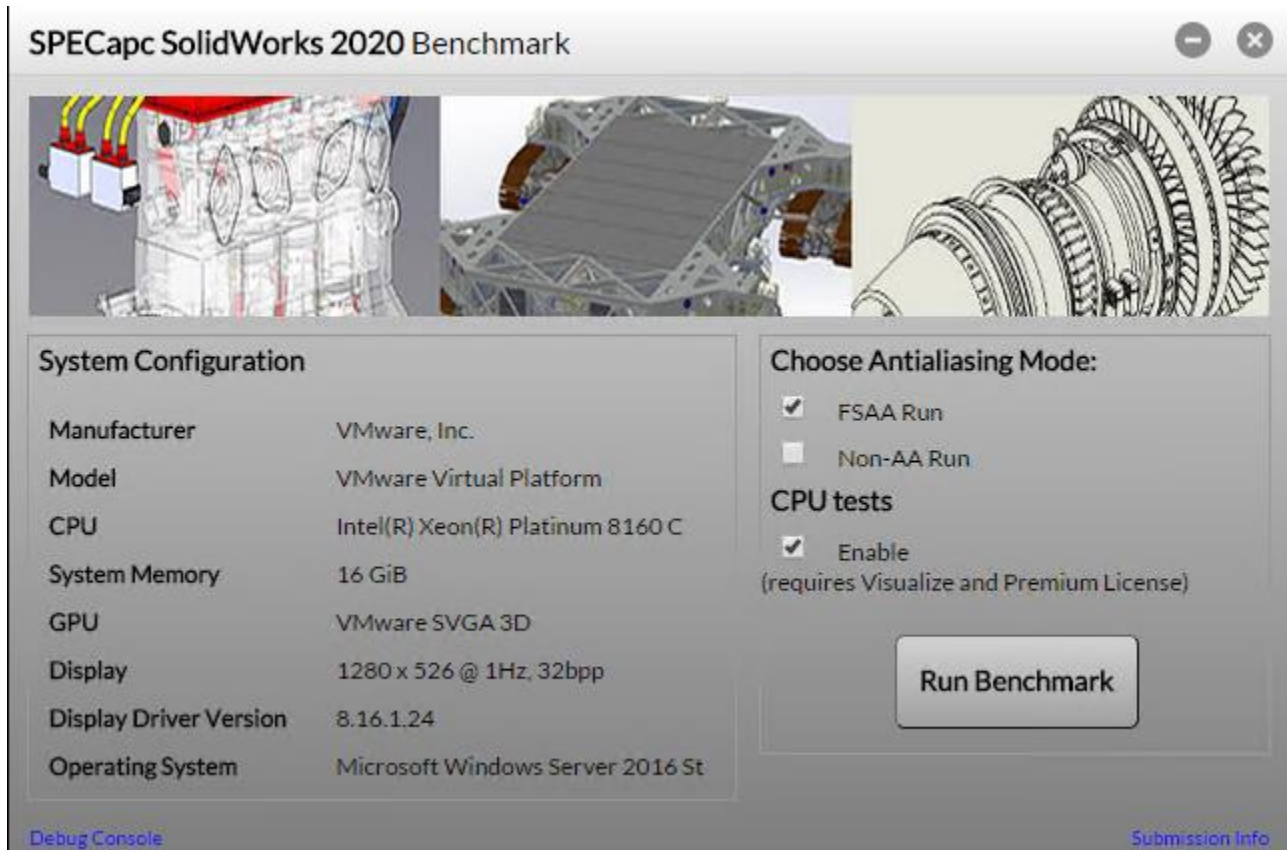 SPECapc SolidWorks 2020 Benchmark
System Configuration
Manufacturer VMware, Inc.
Model VMware Virtual Platform
CPU Intel(R) Xeon(R) Platinum 8160 C
System Memory 16 GiB
GPU VMware SVGA 3D
Display 1280 x 526 @ 1Hz, 32bpp
Display Driver Version 8.16.1.24
Operating System Microsoft Windows Server 2016 St
Choose Antialiasing Mode:
FSAA Run
Non-AA Run
CPU tests
Enable
(requires Visualize and Premium License)
Run Benchmark
Debug Console
Submission Info